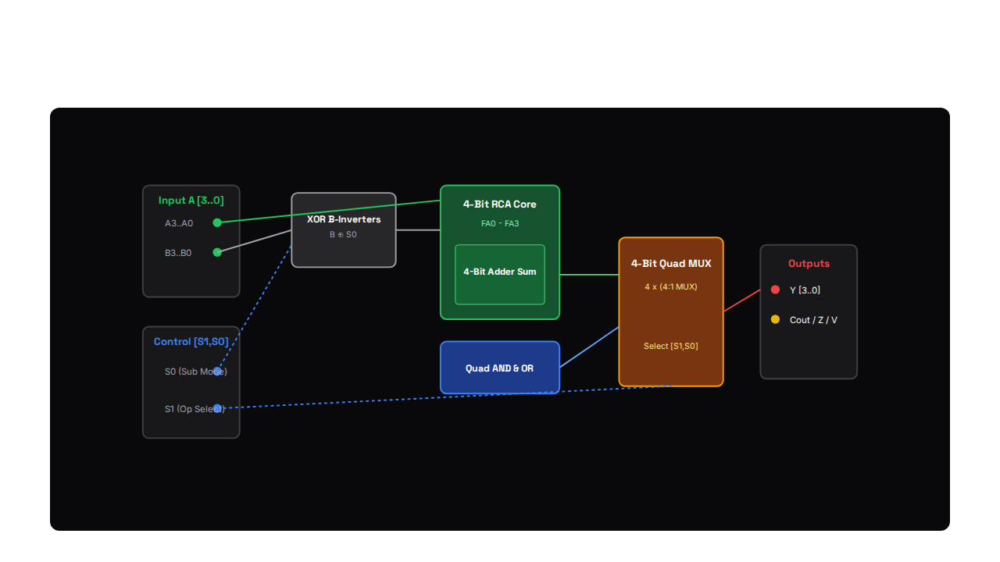 Input A [3..0]
A3..A0
B3..B0
Control [S1,S0]
S0 (Sub Mode)
S1 (Op Select)
XOR B-Inverters
B ⊕ S0
4-Bit RCA Core
FA0 - FA3
4-Bit Adder Sum
Quad AND & OR
4-Bit Quad MUX
4 x (4:1 MUX)
Select [S1,S0]
Outputs
Y [3..0]
Cout / Z / V